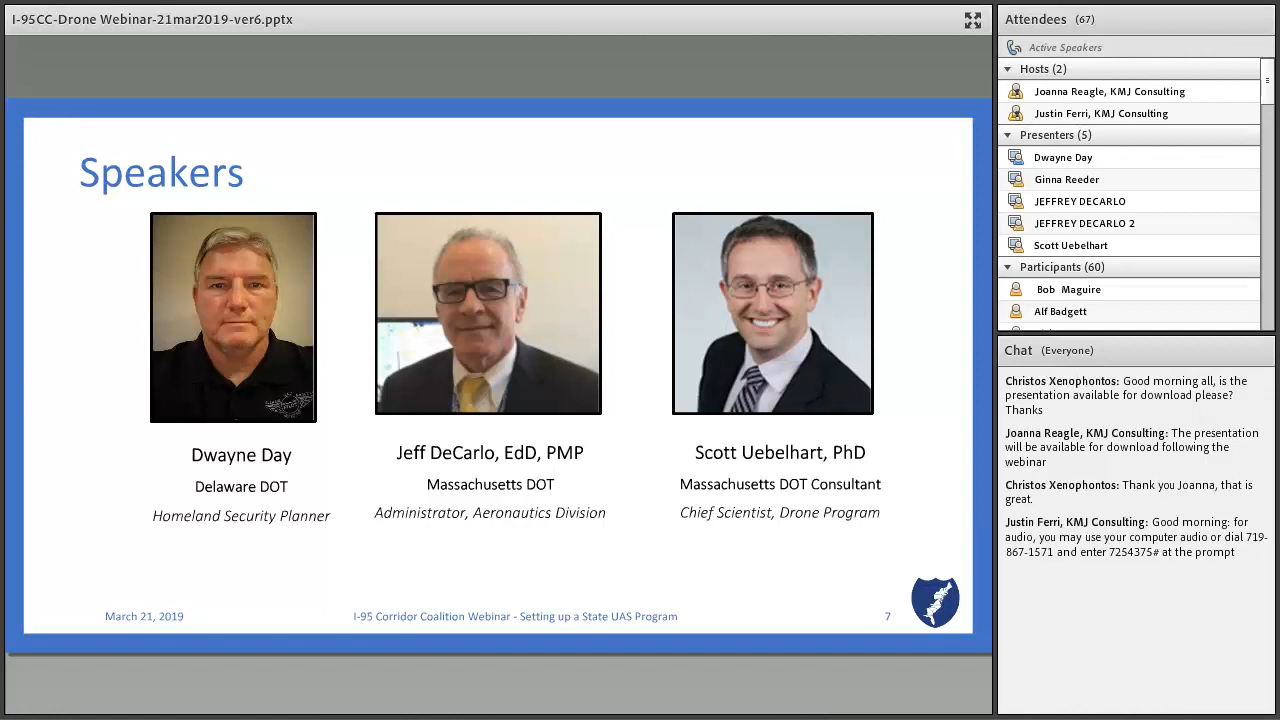 I-95CC-Drone Webinar-21mar2019-ver6.pptx
Speakers
Dwayne Day
Delaware DOT
Homeland Security Planner
Jeff DeCarlo, EdD, PMP
Massachusetts DOT
Administrator, Aeronautics Division
Scott Uebelhart, PhD
Massachusetts DOT Consultant
Chief Scientist, Drone Program
March 21, 2019
I-95 Corridor Coalition Webinar - Setting up a State UAS Program
7
Attendees (67)
Active Speakers
Hosts (2)
Joanna Reagle, KMJ Consulting
Justin Ferri, KMJ Consulting
Presenters (5)
Dwayne Day
Ginna Reeder
JEFFREY DECARLO
JEFFREY DECARLO 2
Scott Uebelhart
Participants (60)
Bob Maguire
Alf Badgett
Chat (Everyone)
Christos Xenophontos: Good morning all, is the
presentation available for download please?
Thanks
Joanna Reagle, KMJ Consulting: The presentation
will be available for download following the
webinar
Christos Xenophontos: Thank you Joanna, that is
great.
Justin Ferri, KMJ Consulting: Good morning: for
audio, you may use your computer audio or dial 719-
867-1571 and enter 7254375# at the prompt